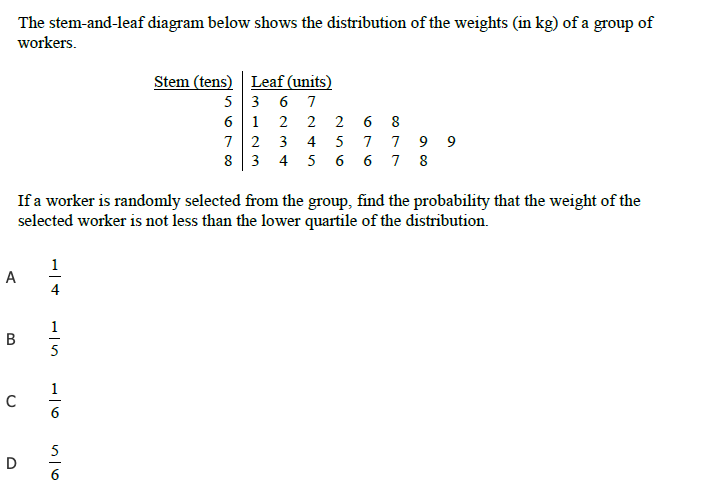 The stem-and-leaf diagram below shows the distribution of the weights (in kg) of a group of
workers.
Stem (tens) Leaf (units)
5 3 6 7
6 1 2 2 2 6 8
7 2 3 4 5 7 7 9 9
8 3 4 5 6 6 7 8
If a worker is randomly selected from the group, find the probability that the weight of the
selected worker is not less than the lower quartile of the distribution.
A 1/4
B 1/5
C 1/6
D 5/6